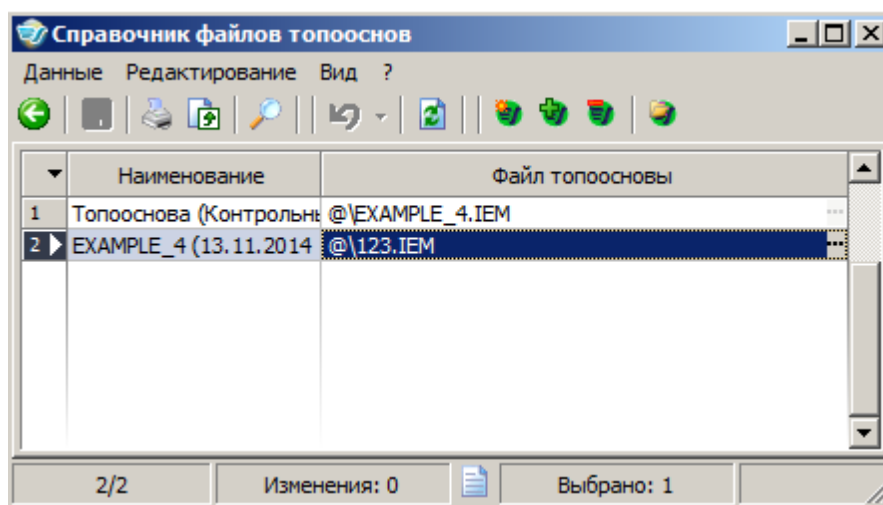 Справочник файлов топооснов
Данные Редактирование Вид ?
Наименование Файл топоосновы
1 Топооснова (Контрольнь @\EXAMPLE_4.IEM
2 EXAMPLE_4 (13.11.2014 @\123.IEM
2/2 Изменения: 0 Выбрано: 1